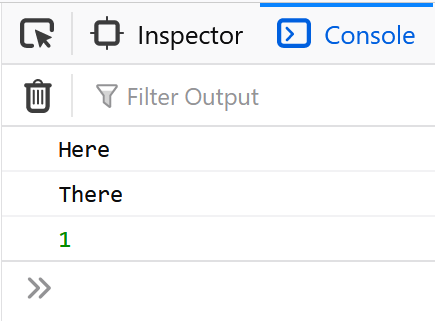 Inspector Console
Filter Output
Here
There
1